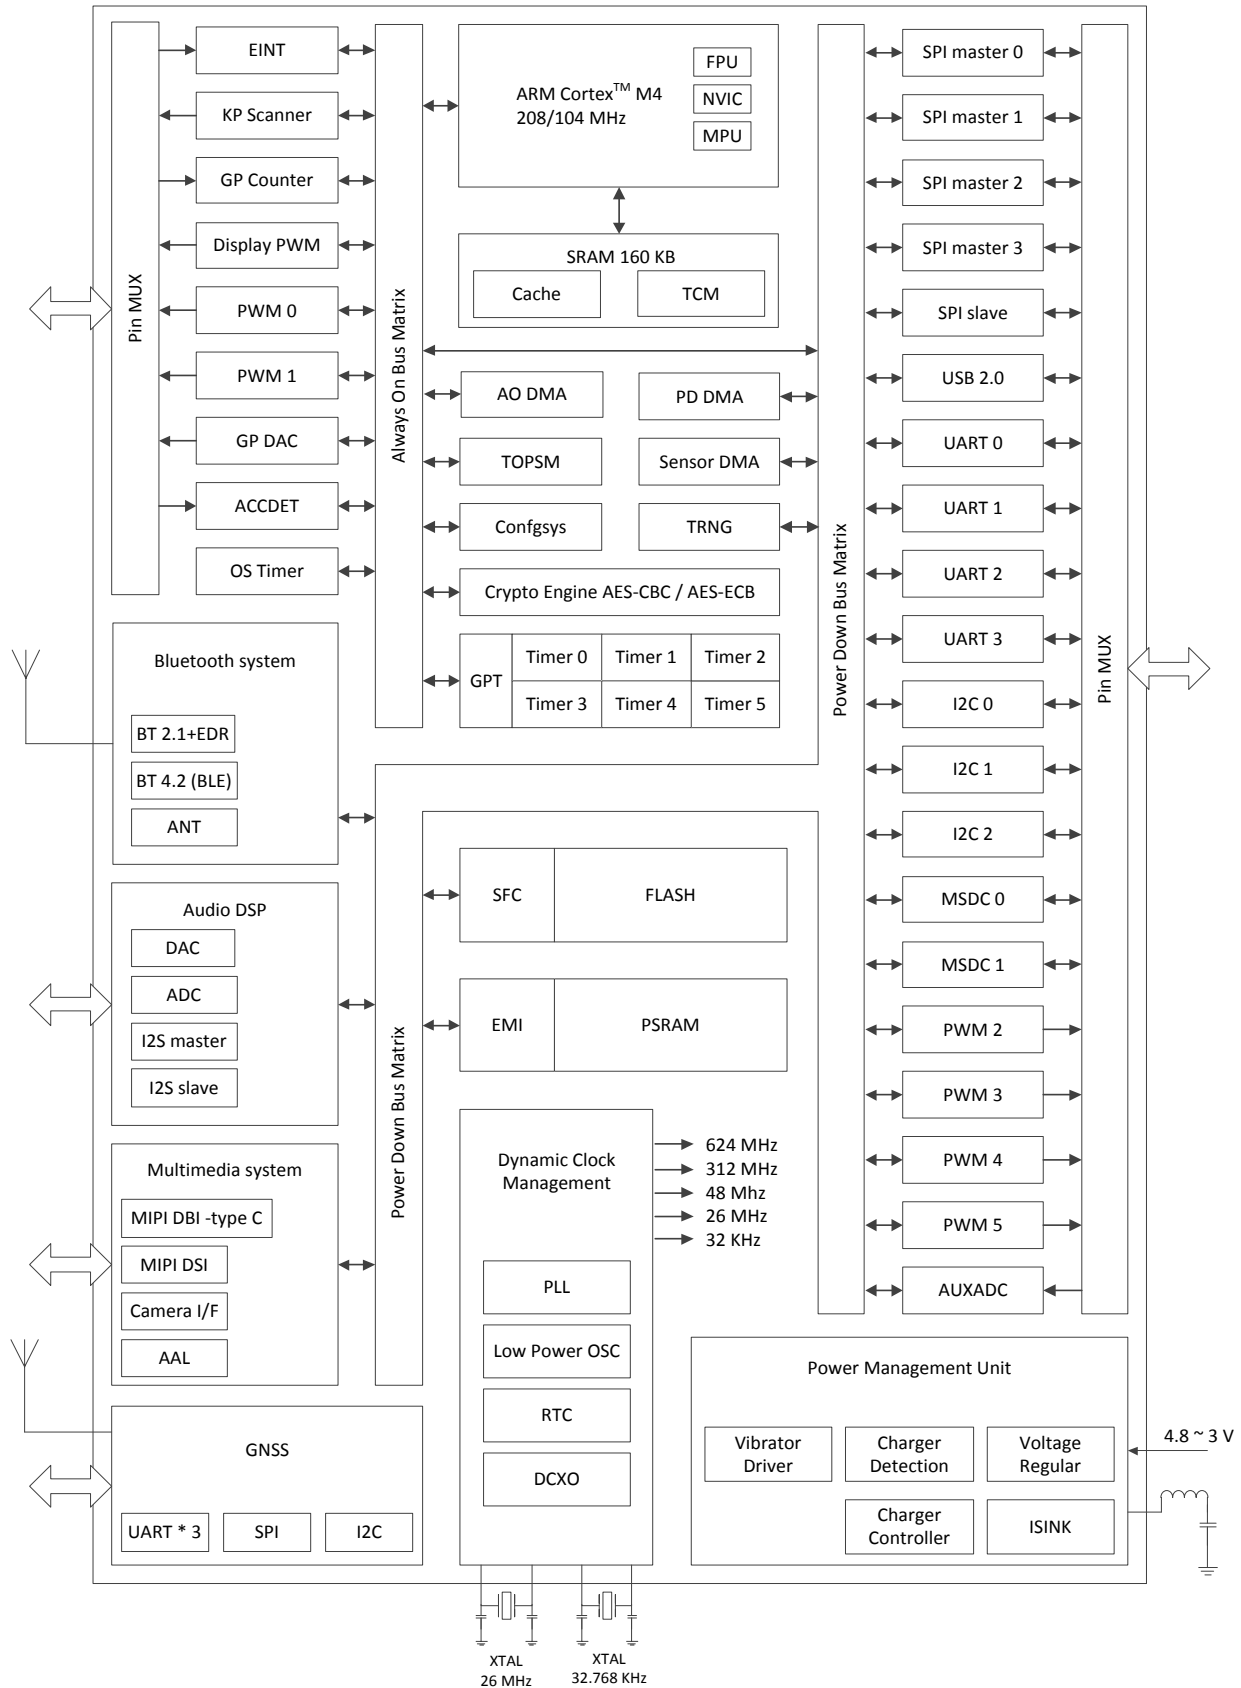 Pin MUX
EINT
KP Scanner
GP Counter
Display PWM
PWM 0
PWM 1
GP DAC
ACCDET
OS Timer
Always On Bus Matrix
ARM Cortex™ M4
208/104 MHz
FPU
NVIC
MPU
SRAM 160 KB
Cache
TCM
AO DMA
PD DMA
TOPSM
Sensor DMA
Confgsys
TRNG
Crypto Engine AES-CBC / AES-ECB
GPT
Timer 0
Timer 1
Timer 2
Timer 3
Timer 4
Timer 5
Power Down Bus Matrix
SPI master 0
SPI master 1
SPI master 2
SPI master 3
SPI slave
USB 2.0
UART 0
UART 1
UART 2
UART 3
I2C 0
I2C 1
I2C 2
MSDC 0
MSDC 1
PWM 2
PWM 3
PWM 4
PWM 5
AUXADC
Pin MUX
Bluetooth system
BT 2.1+EDR
BT 4.2 (BLE)
ANT
Audio DSP
DAC
ADC
I2S master
I2S slave
Multimedia system
MIPI DBI -type C
MIPI DSI
Camera I/F
AAL
Power Down Bus Matrix
SFC
FLASH
EMI
PSRAM
Dynamic Clock
Management
624 MHz
312 MHz
48 Mhz
26 MHz
32 KHz
PLL
Low Power OSC
RTC
DCXO
GNSS
UART * 3
SPI
I2C
Power Management Unit
Vibrator
Driver
Charger
Detection
Voltage
Regular
Charger
Controller
ISINK
4.8 ~ 3 V
XTAL
26 MHz
XTAL
32.768 KHz